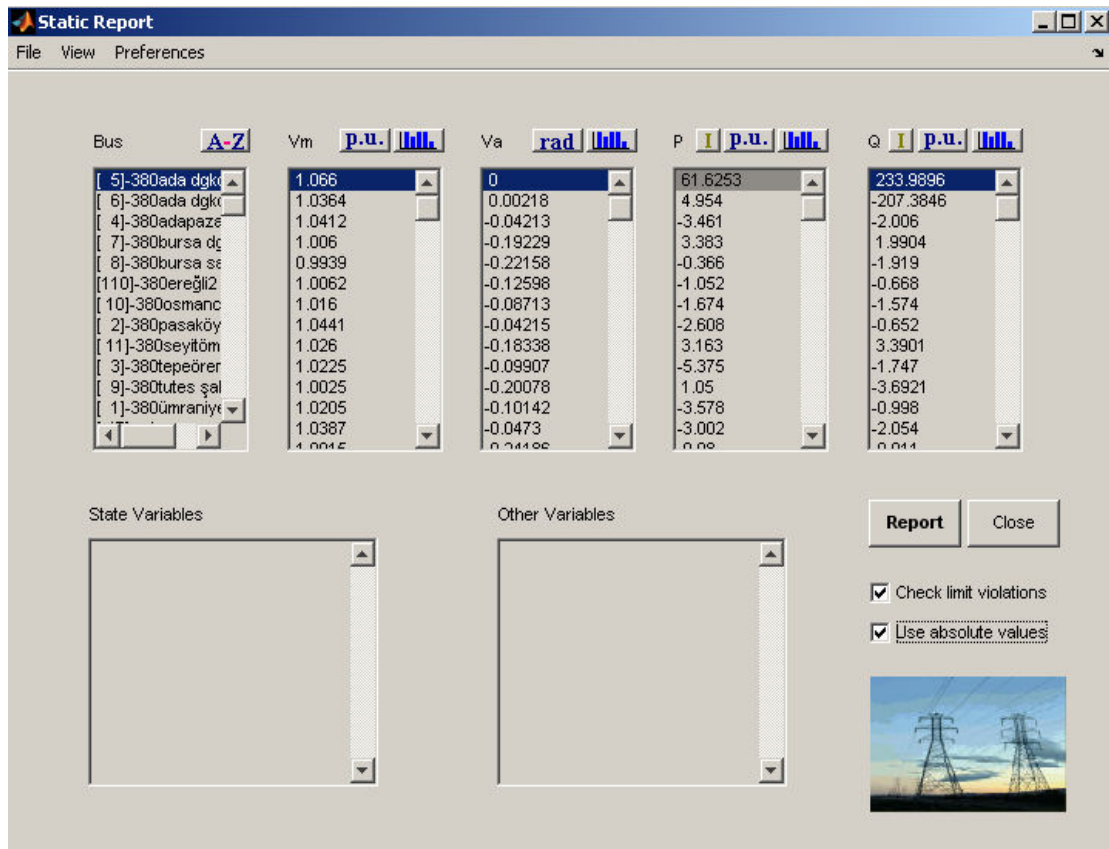 Static Report
File View Preferences
Bus A-Z Vm p.u. Va rad P I p.u. Q I p.u.
[ 5]-380ada 1.066 0 61.6253 233.9896
[ 6]-380ada 1.0364 0.00218 4.954 -207.3846
[ 4]-380adapaza 1.0412 -0.04213 -3.461 -2.006
[ 7]-380bursa 1.006 -0.19229 3.383 1.9904
[ 8]-380bursa sa 0.9939 -0.22158 -0.366 -1.919
[110]-380ereğli2 1.0062 -0.12598 -1.052 -0.668
[ 10]-380osmanc 1.016 -0.08713 -1.674 -1.574
[ 2]-380pasaköy 1.0441 -0.04215 -2.608 -0.652
[ 11]-380seyitöm 1.026 -0.18338 3.163 3.3901
[ 3]-380tepeören 1.0225 -0.09907 -5.375 -1.747
[ 9]-380tutes şal 1.0025 -0.20078 1.05 -3.6921
[ 1]-380ümraniye 1.0205 -0.10142 -3.578 -0.998
1.0387 -0.0473 -3.002 -2.054
State Variables Other Variables
Report Close
Check limit violations
Use absolute values